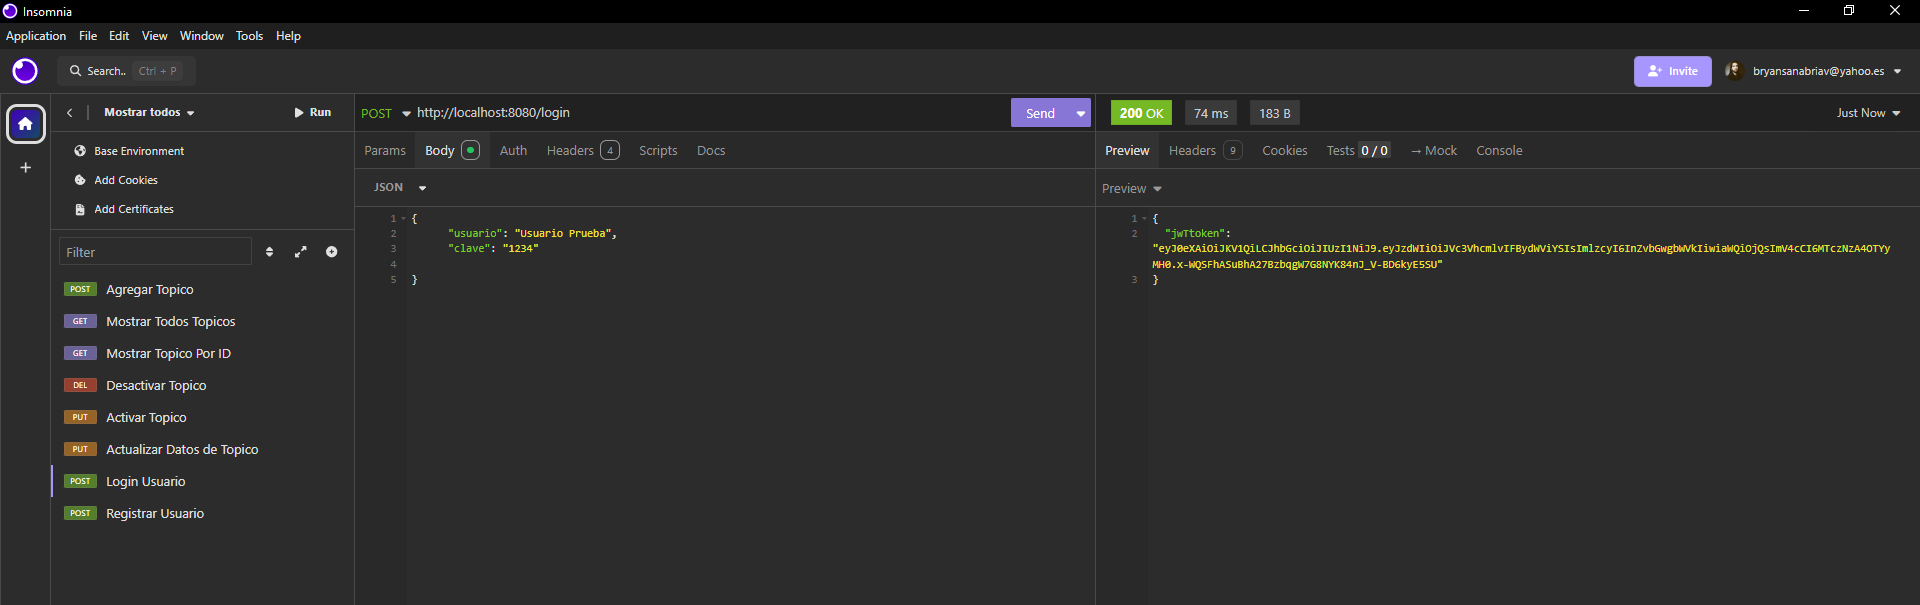 Insomnia
Application File Edit View Window Tools Help
Search.. Ctrl + P
Invite
bryansanabriav@yahoo.es
Mostrar todos
Run
Base Environment
Add Cookies
Add Certificates
Filter
POST Agregar Topico
GET Mostrar Todos Topicos
GET Mostrar Topico Por ID
DEL Desactivar Topico
PUT Activar Topico
PUT Actualizar Datos de Topico
POST Login Usuario
POST Registrar Usuario
POST http://localhost:8080/login Send
Params Body Auth Headers 4 Scripts Docs
JSON
1 {
2 "usuario": "Usuario Prueba",
3 "clave": "1234"
4
5 }
200 OK 74 ms 183 B Just Now
Preview Headers 9 Cookies Tests 0 / 0 → Mock Console
Preview
1 {
2 "jwTtoken":
"eyJ0eXAiOiJKV1QiLCJhbGciOiJIUzI1NiJ9.eyJzdWIiOiJVc3VhcmlvIFBydWViYSIsImlzcyI6InZvbGwgbWVkIiwiaWQiOjQsImV4cCI6MTczNzA4OTYy
MH0.x-WQSFhASuBhA27BzbqgW7G8NYK84nJ_V-BD6kyE5SU"
3 }